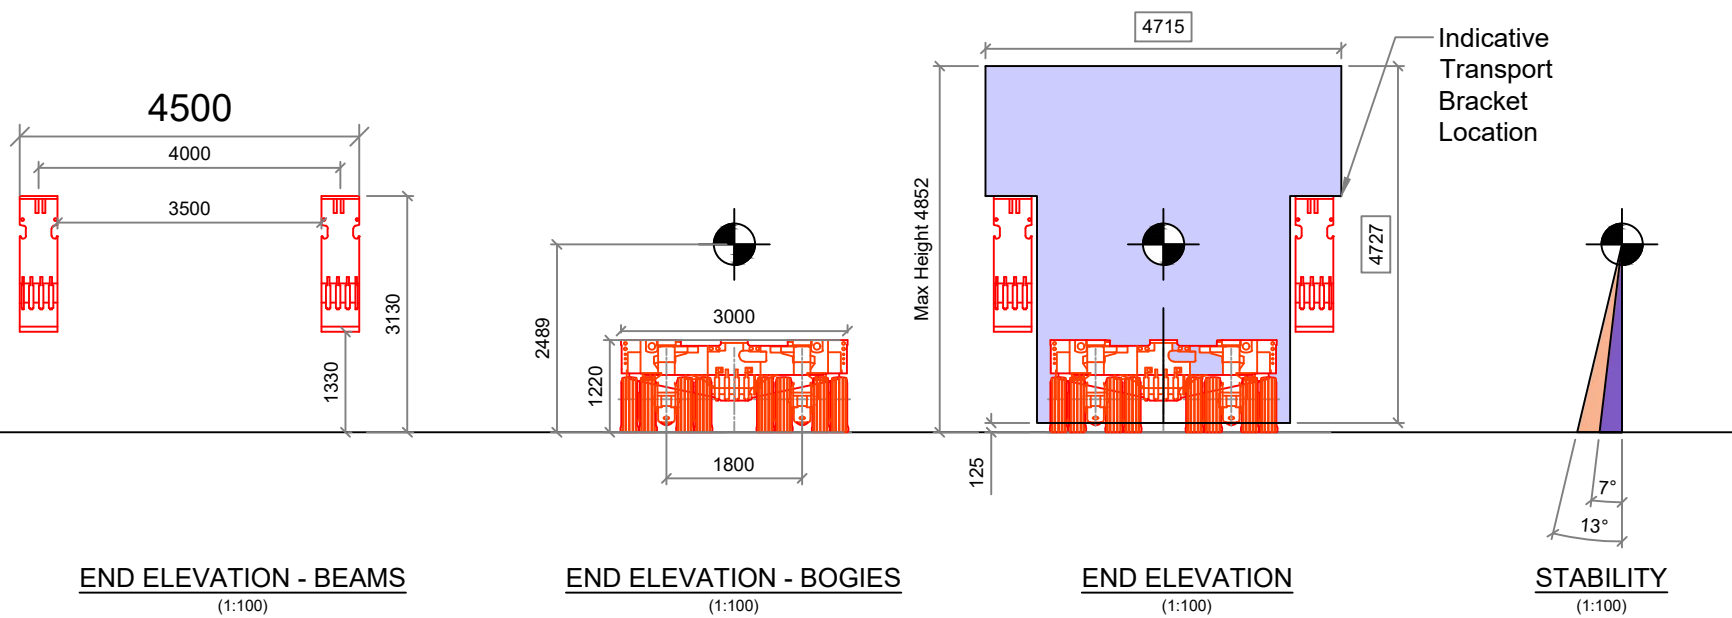 4500
4000
3500
3130
1330
END ELEVATION - BEAMS
(1:100)
2489
3000
1220
1800
END ELEVATION - BOGIES
(1:100)
4715
Max Height 4852
4727
125
Indicative
Transport
Bracket
Location
END ELEVATION
(1:100)
7°
13°
STABILITY
(1:100)